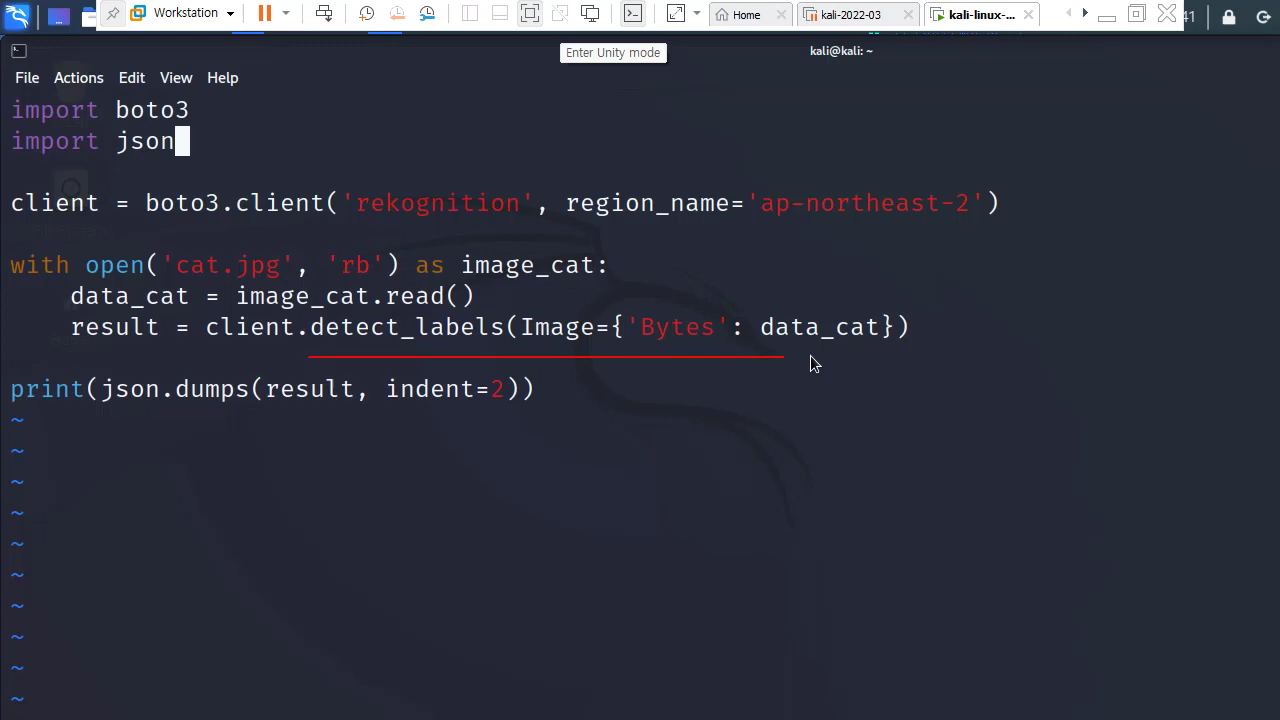 Workstation
Home
kali-2022-03
kali-linux-...
41
Enter Unity mode
kali@kali: ~
File Actions Edit View Help
import boto3
import json
client = boto3.client('rekognition', region_name='ap-northeast-2')
with open('cat.jpg', 'rb') as image_cat:
    data_cat = image_cat.read()
    result = client.detect_labels(Image={'Bytes': data_cat})
print(json.dumps(result, indent=2))
~
~
~
~
~
~
~
~
~
~